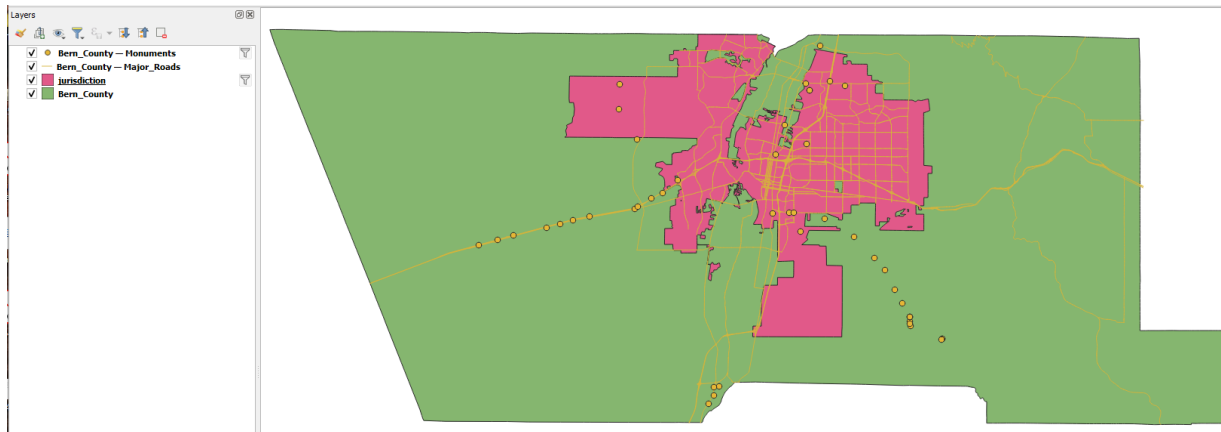 Layers
Bern_County — Monuments
Bern_County — Major_Roads
jurisdiction
Bern_County